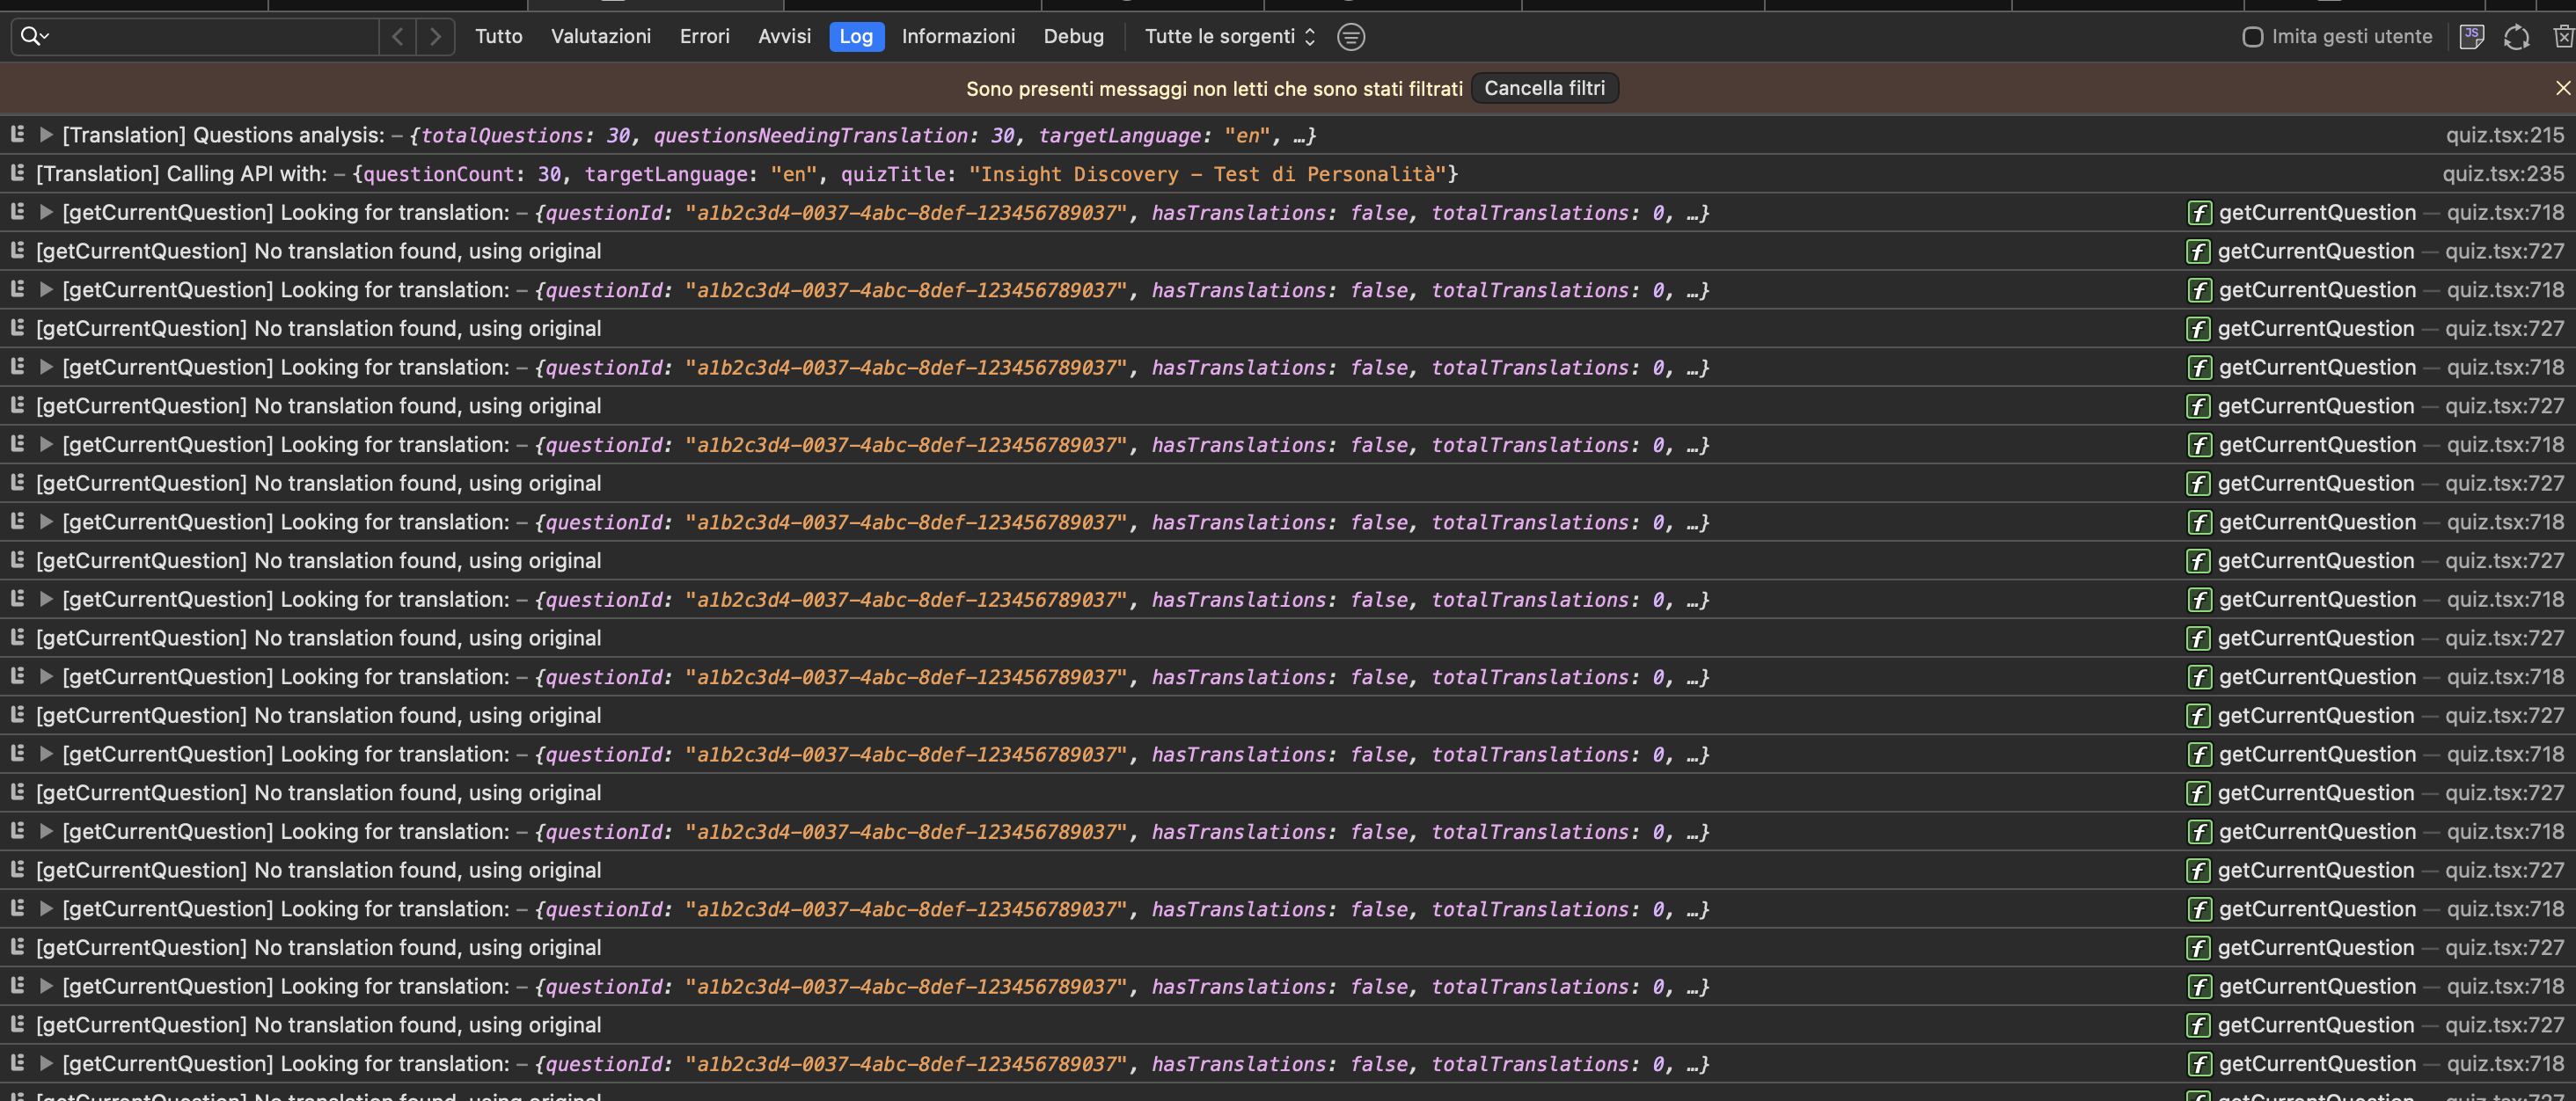 Tutto Valutazioni Errori Avvisi Log Informazioni Debug Tutte le sorgenti Imita gesti utente JS
Sono presenti messaggi non letti che sono stati filtrati Cancella filtri
[Translation] Questions analysis: – {totalQuestions: 30, questionsNeedingTranslation: 30, targetLanguage: "en", …} quiz.tsx:215
[Translation] Calling API with: – {questionCount: 30, targetLanguage: "en", quizTitle: "Insight Discovery – Test di Personalità"} quiz.tsx:235
[getCurrentQuestion] Looking for translation: – {questionId: "a1b2c3d4-0037-4abc-8def-123456789037", hasTranslations: false, totalTranslations: 0, …} f getCurrentQuestion — quiz.tsx:718
[getCurrentQuestion] No translation found, using original f getCurrentQuestion — quiz.tsx:727
[getCurrentQuestion] Looking for translation: – {questionId: "a1b2c3d4-0037-4abc-8def-123456789037", hasTranslations: false, totalTranslations: 0, …} f getCurrentQuestion — quiz.tsx:718
[getCurrentQuestion] No translation found, using original f getCurrentQuestion — quiz.tsx:727
[getCurrentQuestion] Looking for translation: – {questionId: "a1b2c3d4-0037-4abc-8def-123456789037", hasTranslations: false, totalTranslations: 0, …} f getCurrentQuestion — quiz.tsx:718
[getCurrentQuestion] No translation found, using original f getCurrentQuestion — quiz.tsx:727
[getCurrentQuestion] Looking for translation: – {questionId: "a1b2c3d4-0037-4abc-8def-123456789037", hasTranslations: false, totalTranslations: 0, …} f getCurrentQuestion — quiz.tsx:718
[getCurrentQuestion] No translation found, using original f getCurrentQuestion — quiz.tsx:727
[getCurrentQuestion] Looking for translation: – {questionId: "a1b2c3d4-0037-4abc-8def-123456789037", hasTranslations: false, totalTranslations: 0, …} f getCurrentQuestion — quiz.tsx:718
[getCurrentQuestion] No translation found, using original f getCurrentQuestion — quiz.tsx:727
[getCurrentQuestion] Looking for translation: – {questionId: "a1b2c3d4-0037-4abc-8def-123456789037", hasTranslations: false, totalTranslations: 0, …} f getCurrentQuestion — quiz.tsx:718
[getCurrentQuestion] No translation found, using original f getCurrentQuestion — quiz.tsx:727
[getCurrentQuestion] Looking for translation: – {questionId: "a1b2c3d4-0037-4abc-8def-123456789037", hasTranslations: false, totalTranslations: 0, …} f getCurrentQuestion — quiz.tsx:718
[getCurrentQuestion] No translation found, using original f getCurrentQuestion — quiz.tsx:727
[getCurrentQuestion] Looking for translation: – {questionId: "a1b2c3d4-0037-4abc-8def-123456789037", hasTranslations: false, totalTranslations: 0, …} f getCurrentQuestion — quiz.tsx:718
[getCurrentQuestion] No translation found, using original f getCurrentQuestion — quiz.tsx:727
[getCurrentQuestion] Looking for translation: – {questionId: "a1b2c3d4-0037-4abc-8def-123456789037", hasTranslations: false, totalTranslations: 0, …} f getCurrentQuestion — quiz.tsx:718
[getCurrentQuestion] No translation found, using original f getCurrentQuestion — quiz.tsx:727
[getCurrentQuestion] Looking for translation: – {questionId: "a1b2c3d4-0037-4abc-8def-123456789037", hasTranslations: false, totalTranslations: 0, …} f getCurrentQuestion — quiz.tsx:718
[getCurrentQuestion] No translation found, using original f getCurrentQuestion — quiz.tsx:727
[getCurrentQuestion] Looking for translation: – {questionId: "a1b2c3d4-0037-4abc-8def-123456789037", hasTranslations: false, totalTranslations: 0, …} f getCurrentQuestion — quiz.tsx:718
[getCurrentQuestion] No translation found, using original f getCurrentQuestion — quiz.tsx:727
[getCurrentQuestion] Looking for translation: – {questionId: "a1b2c3d4-0037-4abc-8def-123456789037", hasTranslations: false, totalTranslations: 0, …} f getCurrentQuestion — quiz.tsx:718
[getCurrentQuestion] No translation found, using original f getCurrentQuestion — quiz.tsx:727